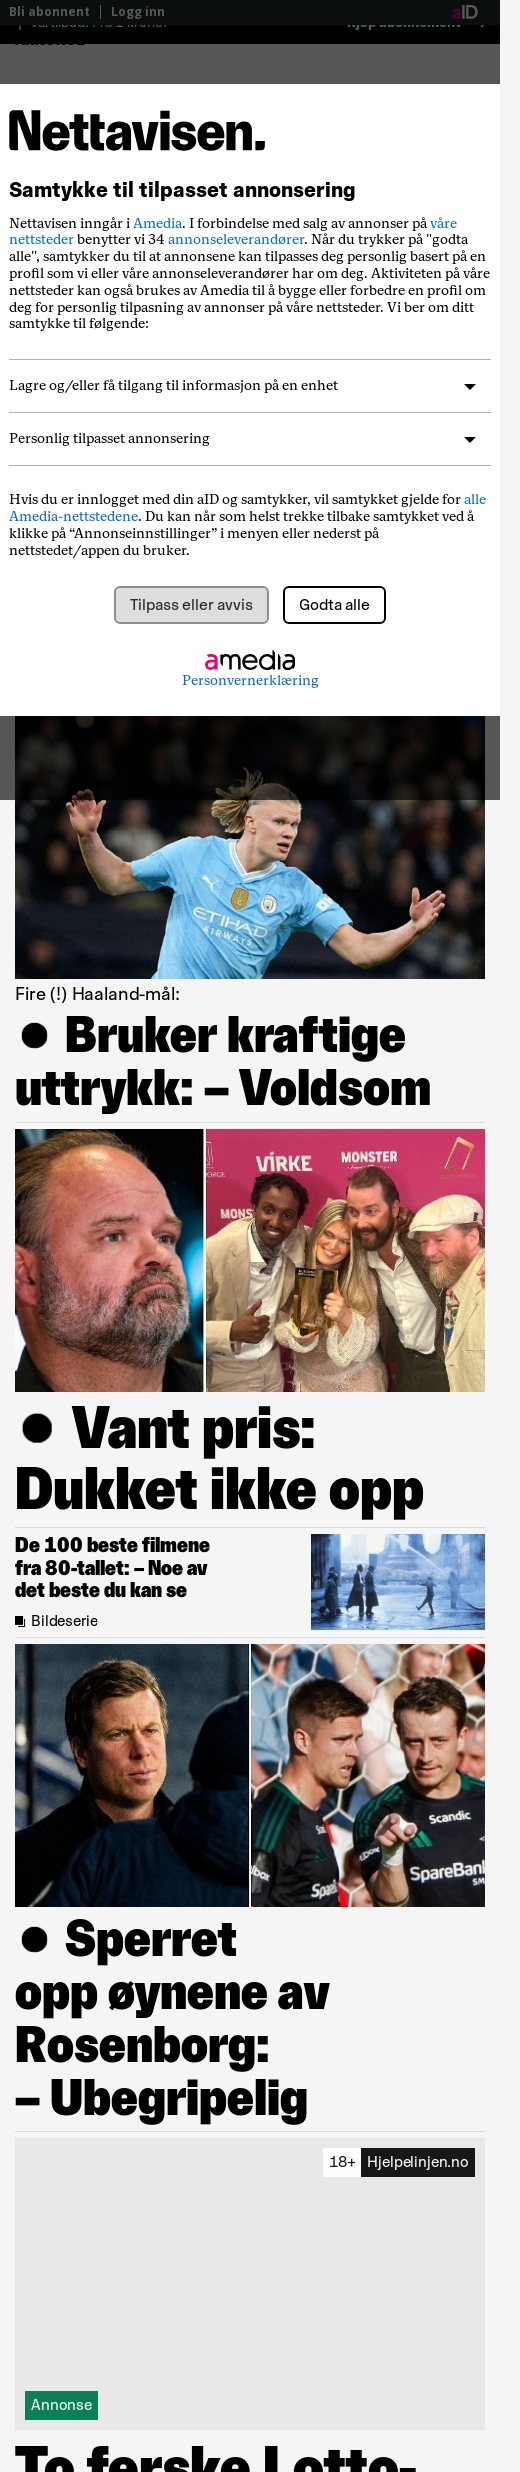 Bli abonnent | Logg inn
aID
Nettavisen.
Samtykke til tilpasset annonsering
Nettavisen inngår i Amedia. I forbindelse med salg av annonser på våre
nettsteder benytter vi 34 annonseleverandører. Når du trykker på "godta
alle", samtykker du til at annonsene kan tilpasses deg personlig basert på en
profil som vi eller våre annonseleverandører har om deg. Aktiviteten på våre
nettsteder kan også brukes av Amedia til å bygge eller forbedre en profil om
deg for personlig tilpasning av annonser på våre nettsteder. Vi ber om ditt
samtykke til følgende:
Lagre og/eller få tilgang til informasjon på en enhet
Personlig tilpasset annonsering
Hvis du er innlogget med din aID og samtykker, vil samtykket gjelde for alle
Amedia-nettstedene. Du kan når som helst trekke tilbake samtykket ved å
klikke på “Annonseinnstillinger” i menyen eller nederst på
nettstedet/appen du bruker.
Tilpass eller avvis
Godta alle
amedia
Personvernerklæring
ETIHAD
AIRWAYS
Fire (!) Haaland-mål:
● Bruker kraftige
uttrykk: – Voldsom
VIRKE
MONSTER
● Vant pris:
Dukket ikke opp
De 100 beste filmene
fra 80-tallet: – Noe av
det beste du kan se
Bildeserie
Scandic
SpareBank
● Sperret
opp øynene av
Rosenborg:
– Ubegripelig
18+ Hjelpelinjen.no
Annonse
To ferske Lotto-